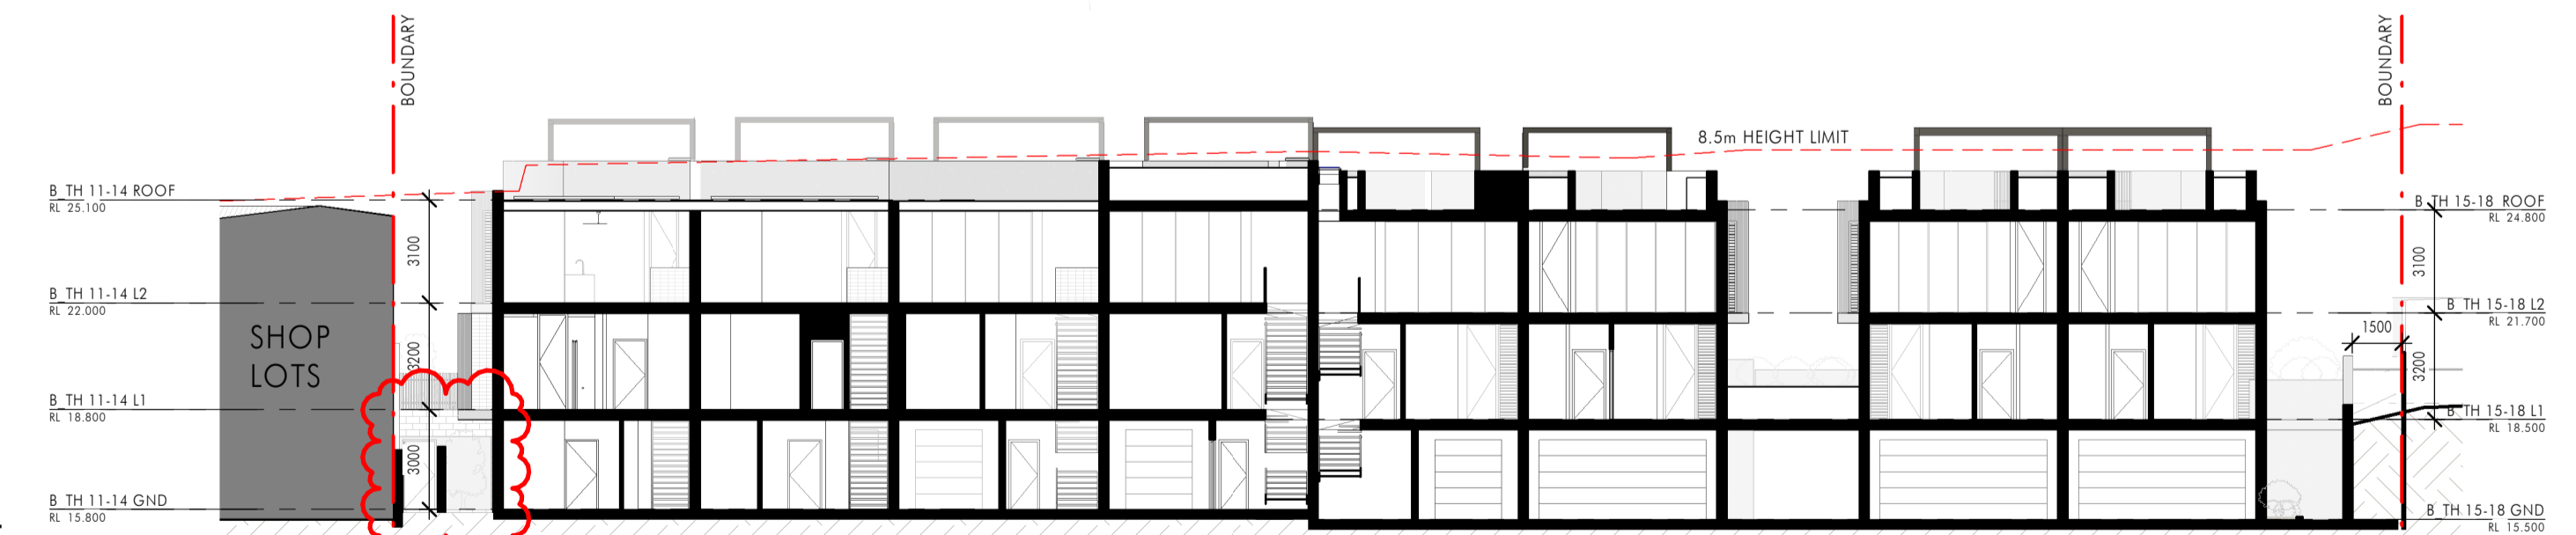 BOUNDARY
BOUNDARY
8.5m HEIGHT LIMIT
B_TH 11-14 ROOF
RL 25.100
3100
B_TH 11-14 L2
RL 22.000
SHOP
LOTS
3200
B_TH 11-14 L1
RL 18.800
3000
B_TH 11-14 GND
RL 15.800
B_TH 15-18 ROOF
RL 24.800
3100
B_TH 15-18 L2
RL 21.700
1500
3200
B_TH 15-18 L1
RL 18.500
B_TH 15-18 GND
RL 15.500